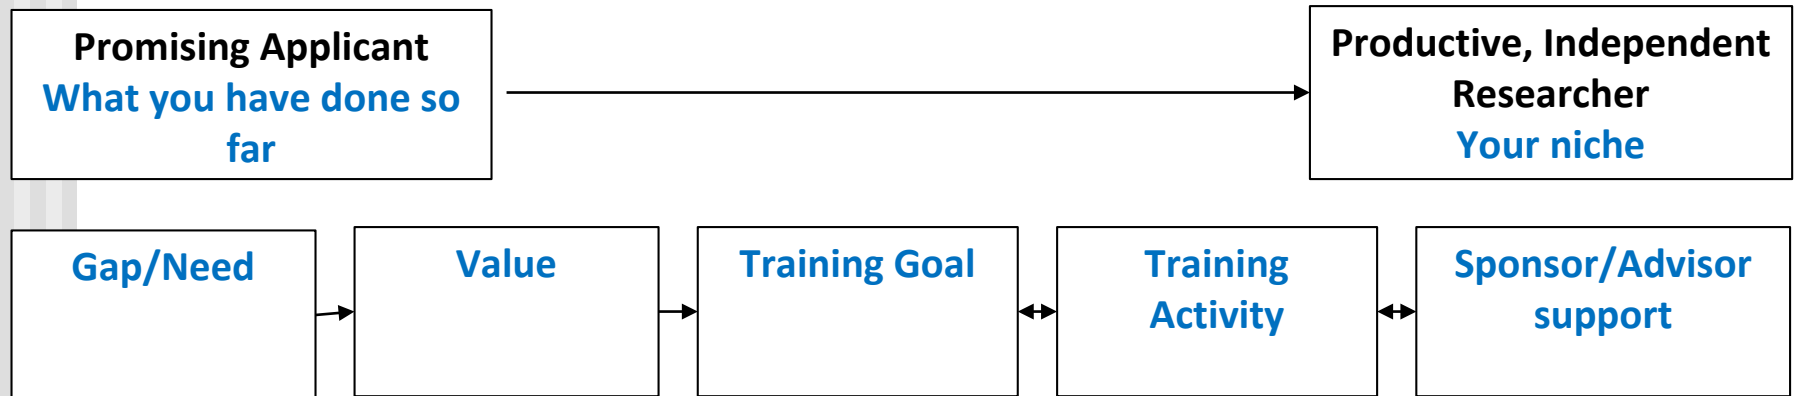 Promising Applicant
What you have done so
far
Productive, Independent
Researcher
Your niche
Gap/Need
Value
Training Goal
Training
Activity
Sponsor/Advisor
support